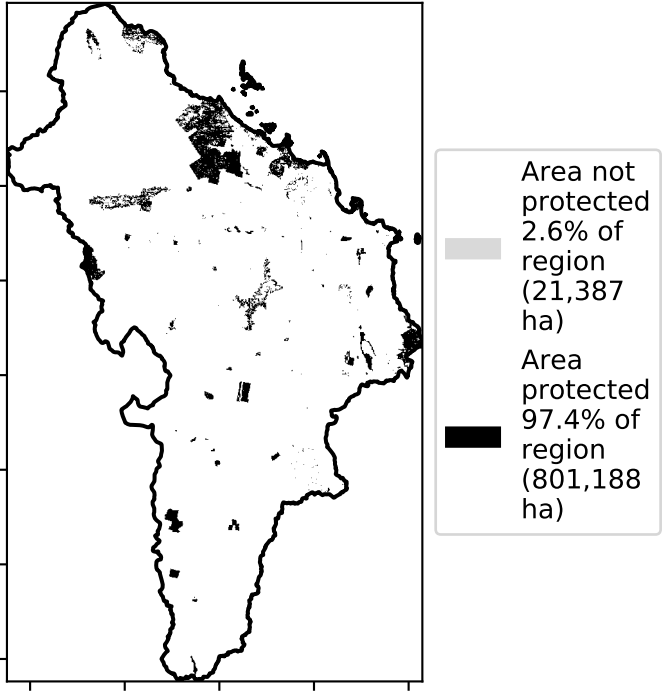 Area not
protected
2.6% of
region
(21,387
ha)
Area
protected
97.4% of
region
(801,188
ha)